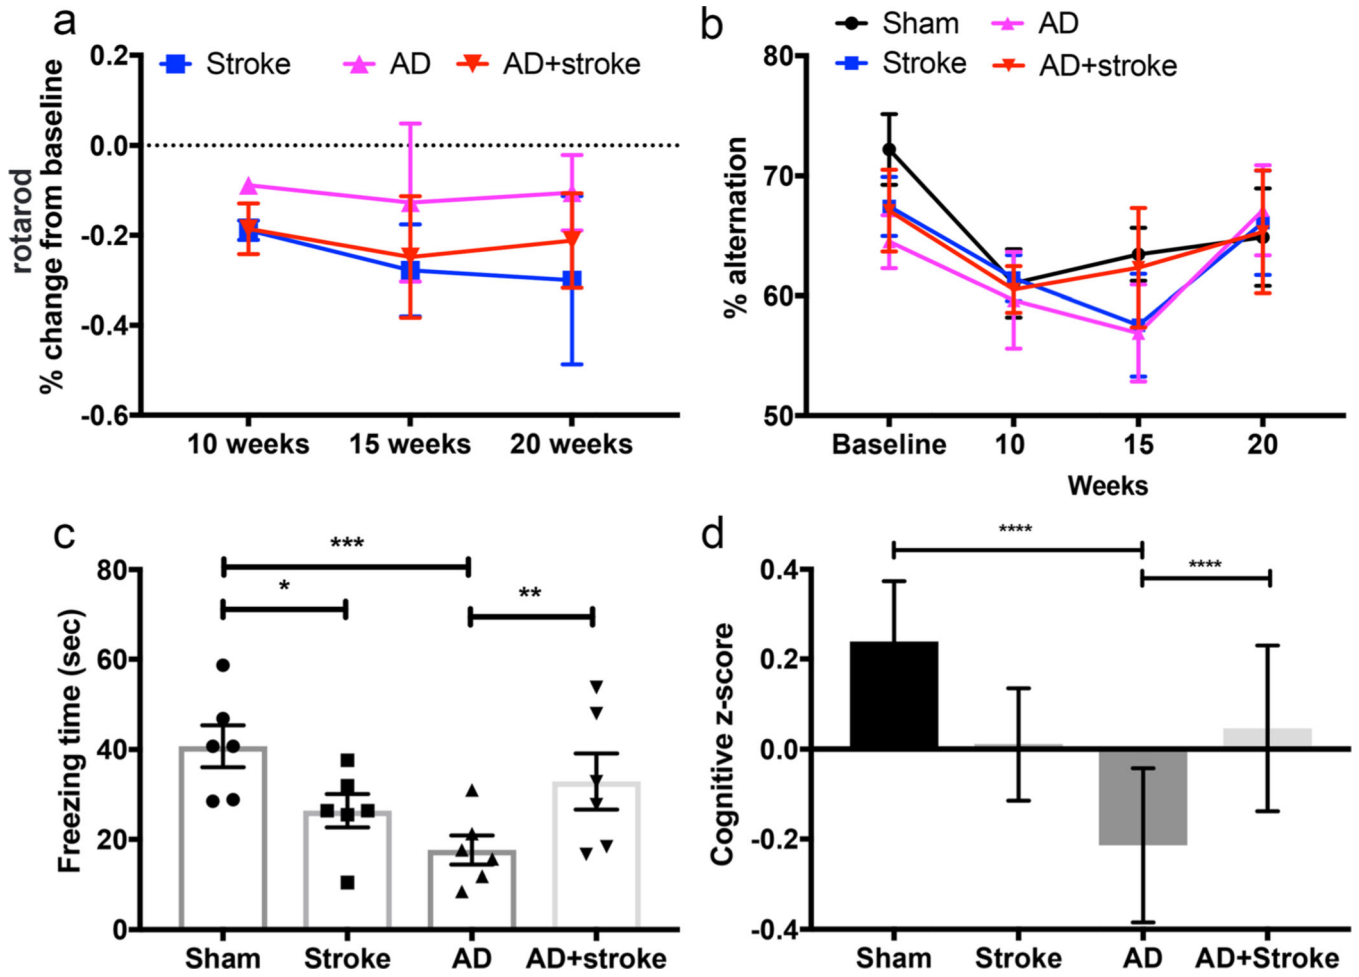 a
Stroke AD AD+stroke
rotarod
% change from baseline
0.2
0.0
-0.2
-0.4
-0.6
10 weeks 15 weeks 20 weeks
b
Sham AD
Stroke AD+stroke
% alternation
80
70
60
50
Baseline 10 15 20
Weeks
c
Freezing time (sec)
80
60
40
20
0
***
*
**
Sham Stroke AD AD+stroke
d
Cognitive z-score
0.4
0.2
0.0
-0.2
-0.4
****
****
Sham Stroke AD AD+Stroke